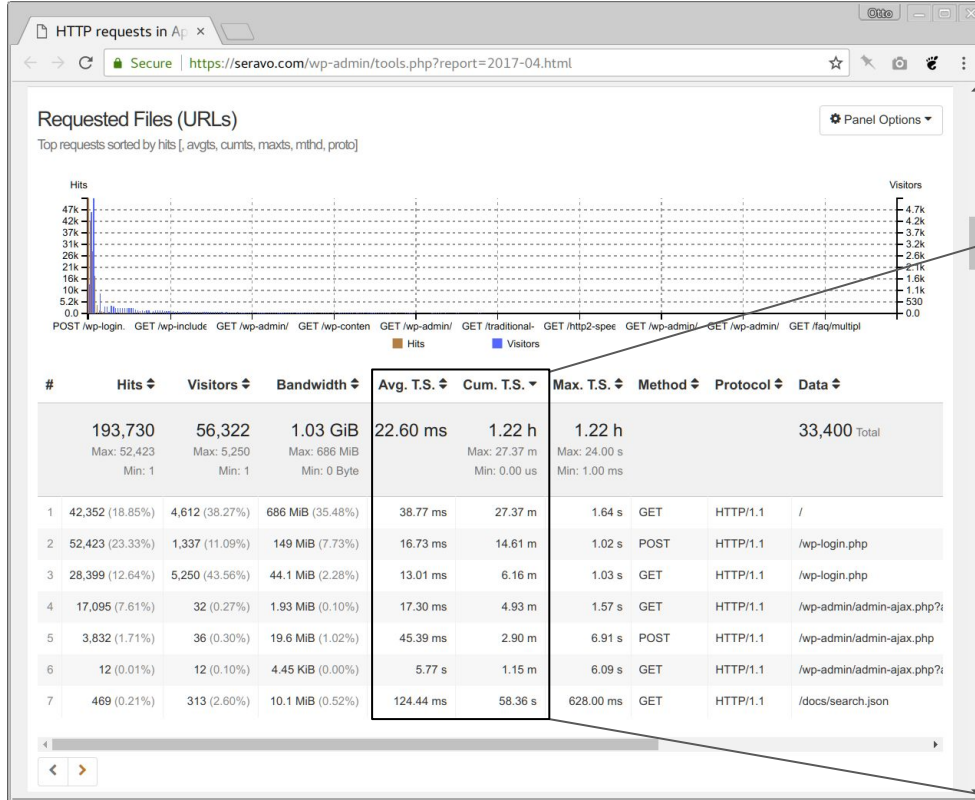 Otto
HTTP requests in Ap
Secure | https://seravo.com/wp-admin/tools.php?report=2017-04.html
Requested Files (URLs)
Panel Options
Top requests sorted by hits [, avgts, cumts, maxts, mthd, proto]
Hits Visitors
47k 4.7k
42k 4.2k
37k 3.7k
31k 3.2k
26k 2.6k
21k 2.1k
16k 1.6k
10k 1.1k
5.2k 530
0.0 0.0
POST /wp-login. GET /wp-include GET /wp-admin/ GET /wp-conten GET /wp-admin/ GET /traditional- GET /http2-spee GET /wp-admin/ GET /wp-admin/ GET /faq/multipl
Hits Visitors
# Hits Visitors Bandwidth Avg. T.S. Cum. T.S. Max. T.S. Method Protocol Data
193,730 56,322 1.03 GiB 22.60 ms 1.22 h 1.22 h 33,400 Total
Max: 52,423 Max: 5,250 Max: 686 MiB Max: 27.37 m Max: 24.00 s
Min: 1 Min: 1 Min: 0 Byte Min: 0.00 us Min: 1.00 ms
1 42,352 (18.85%) 4,612 (38.27%) 686 MiB (35.48%) 38.77 ms 27.37 m 1.64 s GET HTTP/1.1 /
2 52,423 (23.33%) 1,337 (11.09%) 149 MiB (7.73%) 16.73 ms 14.61 m 1.02 s POST HTTP/1.1 /wp-login.php
3 28,399 (12.64%) 5,250 (43.56%) 44.1 MiB (2.28%) 13.01 ms 6.16 m 1.03 s GET HTTP/1.1 /wp-login.php
4 17,095 (7.61%) 32 (0.27%) 1.93 MiB (0.10%) 17.30 ms 4.93 m 1.57 s GET HTTP/1.1 /wp-admin/admin-ajax.php?a
5 3,832 (1.71%) 36 (0.30%) 19.6 MiB (1.02%) 45.39 ms 2.90 m 6.91 s POST HTTP/1.1 /wp-admin/admin-ajax.php
6 12 (0.01%) 12 (0.10%) 4.45 KiB (0.00%) 5.77 s 1.15 m 6.09 s GET HTTP/1.1 /wp-admin/admin-ajax.php?a
7 469 (0.21%) 313 (2.60%) 10.1 MiB (0.52%) 124.44 ms 58.36 s 628.00 ms GET HTTP/1.1 /docs/search.json